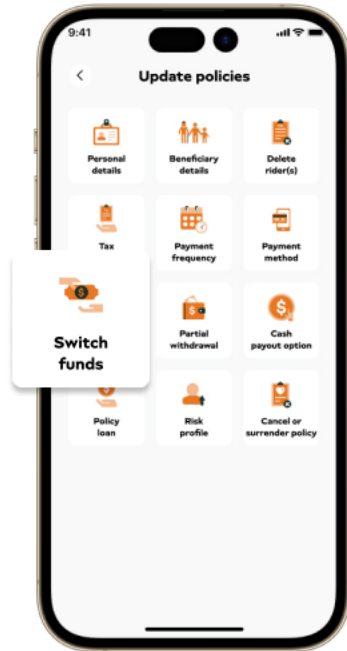 9:41
Update policies
Personal
details
Beneficiary
details
Delete
rider(s)
Tax
Payment
frequency
Payment
method
Switch
funds
Partial
withdrawal
Cash
payout option
Policy
loan
Risk
profile
Cancel or
surrender policy